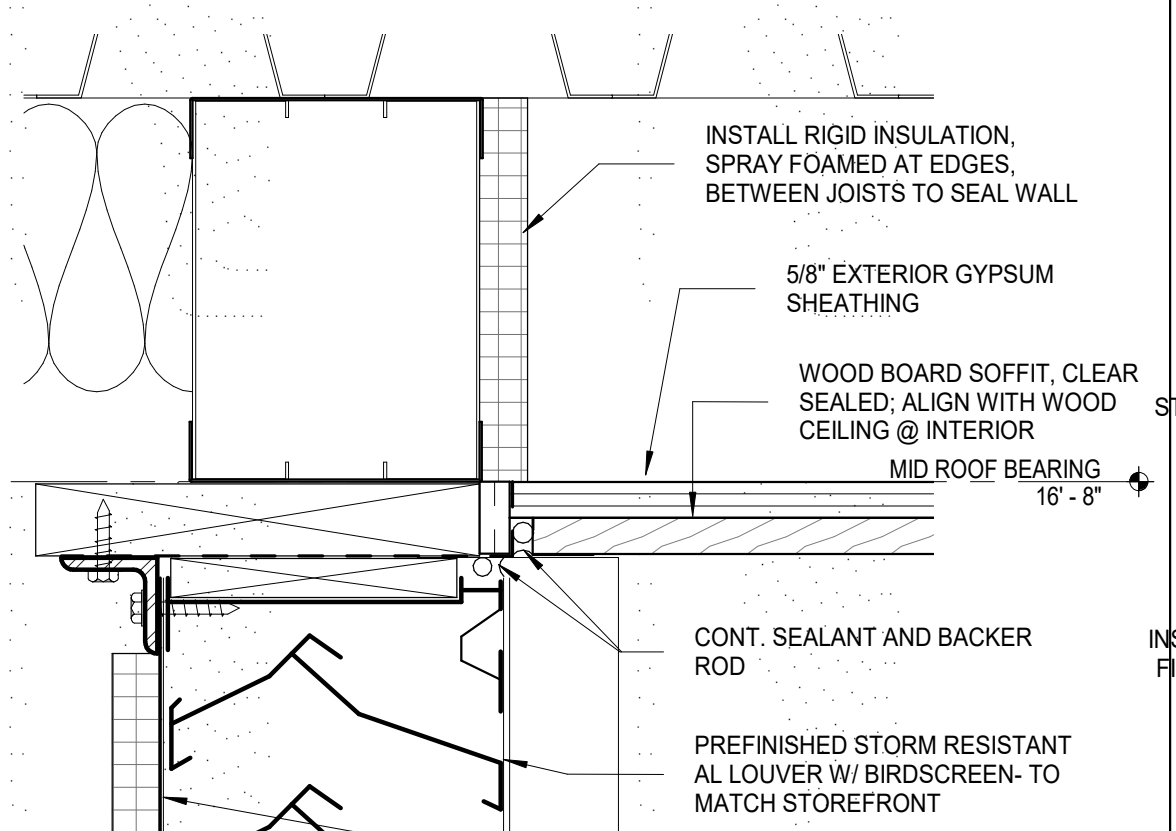 INSTALL RIGID INSULATION,
SPRAY FOAMED AT EDGES,
BETWEEN JOISTS TO SEAL WALL
5/8" EXTERIOR GYPSUM
SHEATHING
WOOD BOARD SOFFIT, CLEAR
SEALED; ALIGN WITH WOOD
CEILING @ INTERIOR
MID ROOF BEARING
16' - 8"
CONT. SEALANT AND BACKER
ROD
PREFINISHED STORM RESISTANT
AL LOUVER W/ BIRDSCREEN- TO
MATCH STOREFRONT